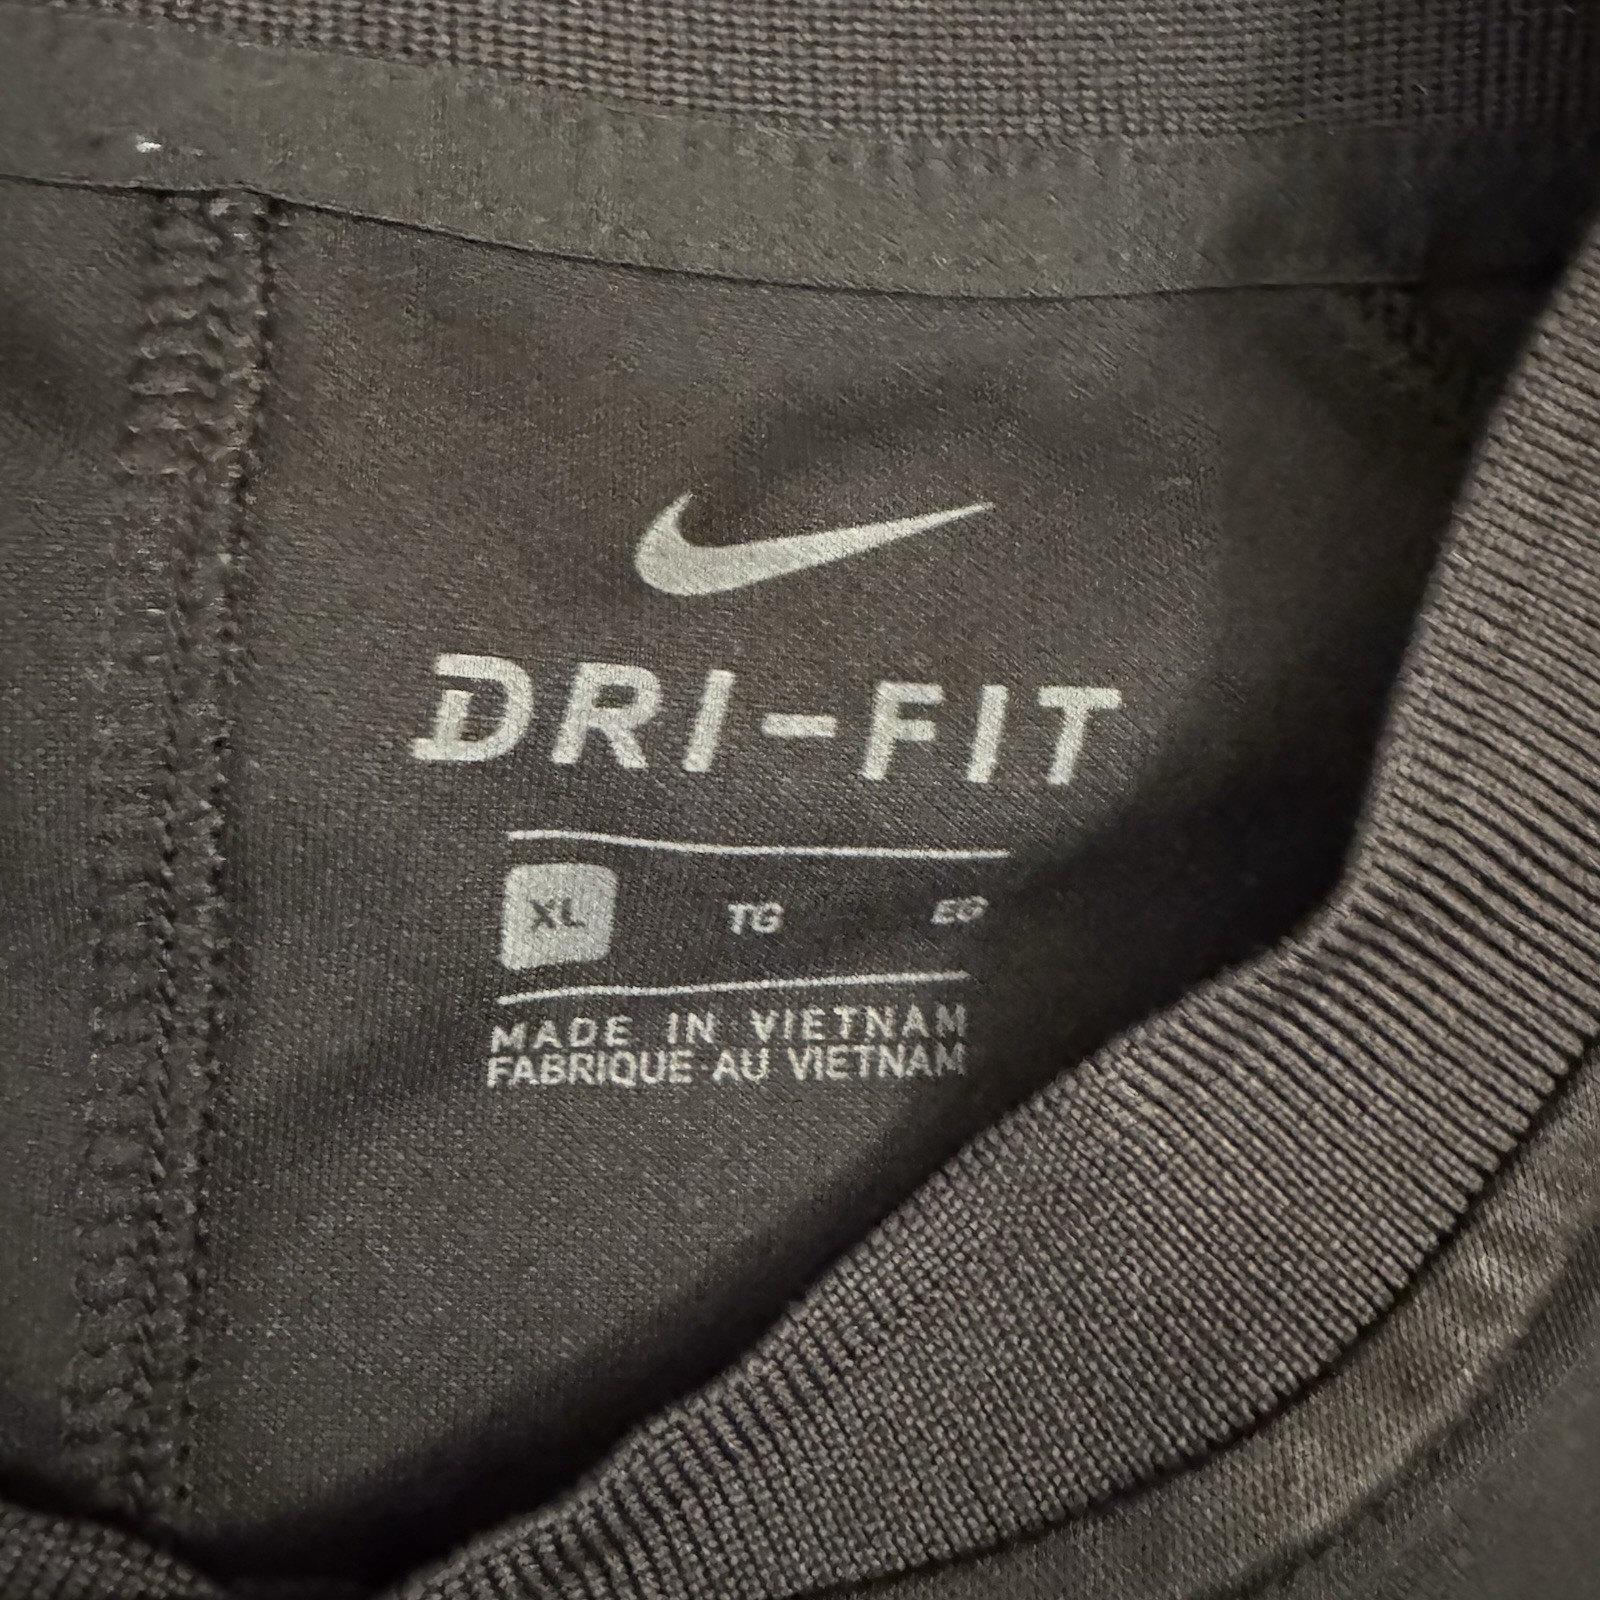 DRI-FIT
XL TG EG
MADE IN VIETNAM
FABRIQUE AU VIETNAM